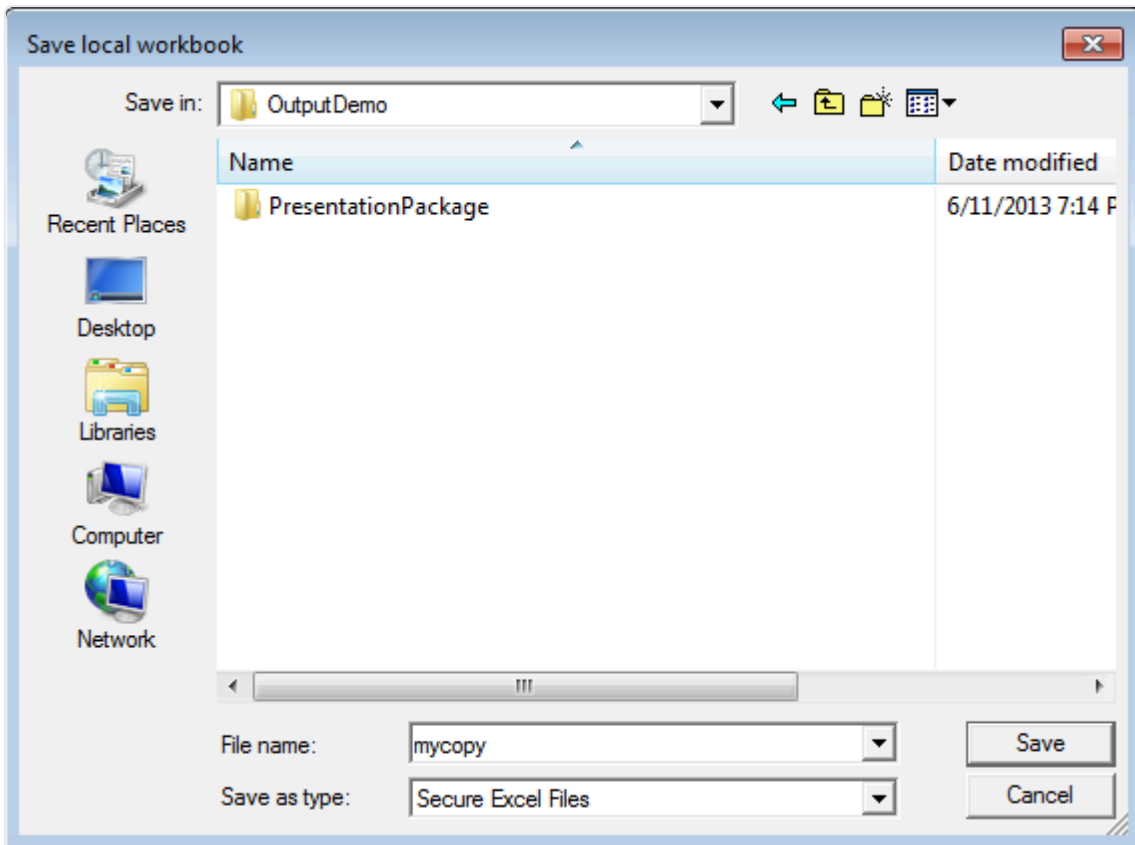 Save local workbook
Save in: OutputDemo
Name Date modified
PresentationPackage 6/11/2013 7:14 P
Recent Places
Desktop
Libraries
Computer
Network
File name: mycopy Save
Save as type: Secure Excel Files Cancel